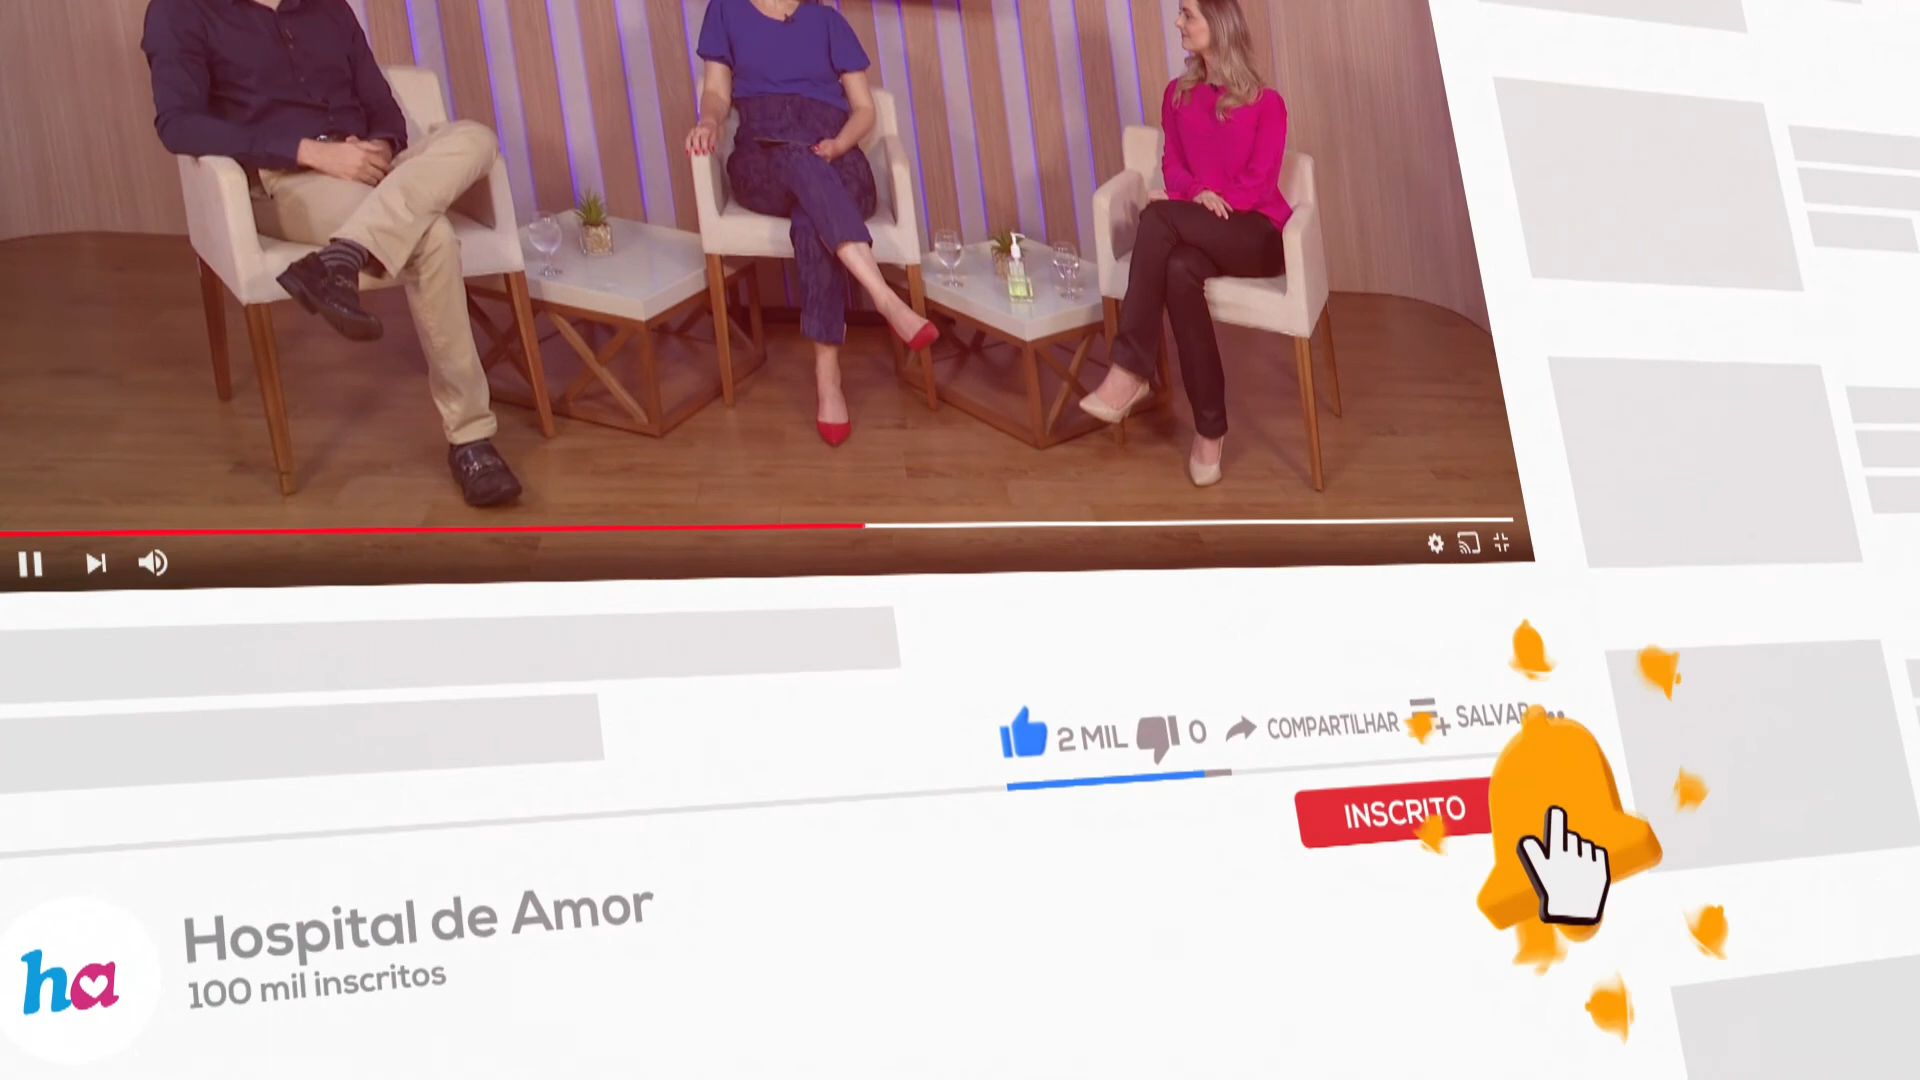 2 MIL 0 COMPARTILHAR SALVAR
INSCRITO
Hospital de Amor
100 mil inscritos
ha